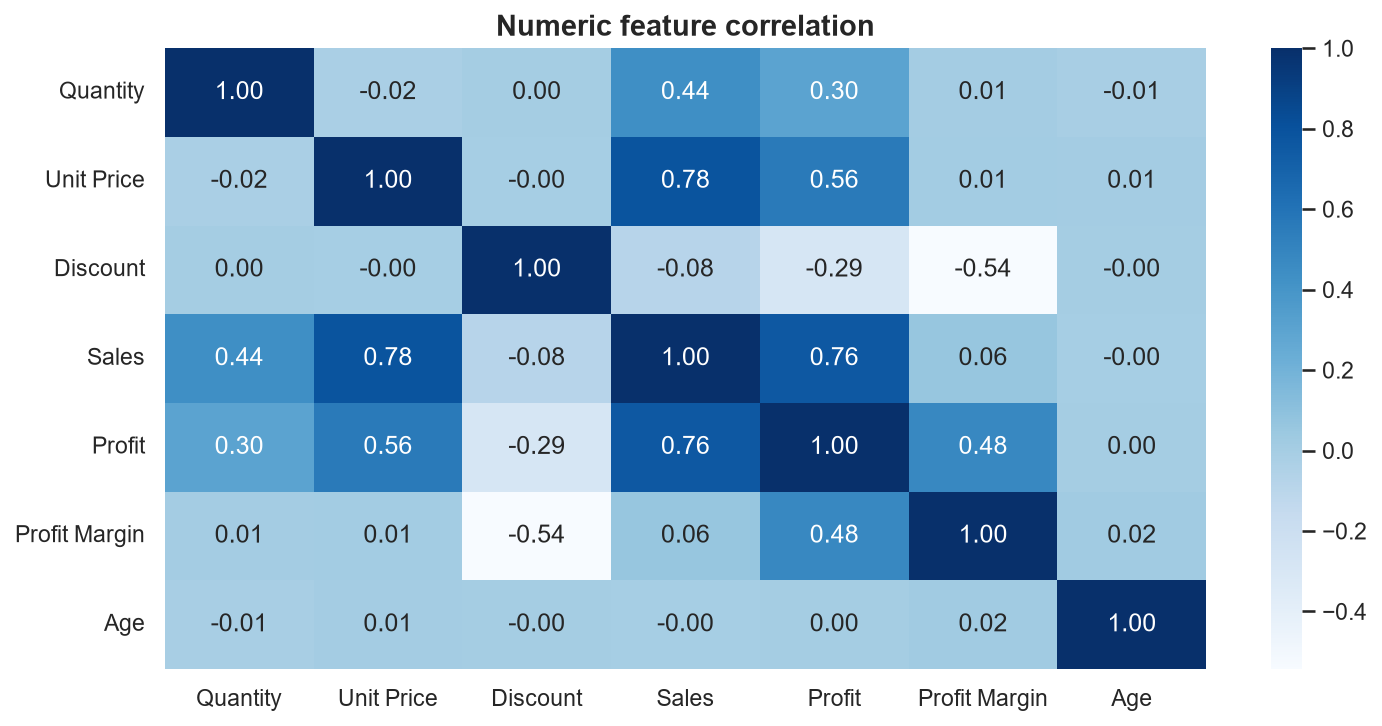 Numeric feature correlation
Quantity 1.00 -0.02 0.00 0.44 0.30 0.01 -0.01
Unit Price -0.02 1.00 -0.00 0.78 0.56 0.01 0.01
Discount 0.00 -0.00 1.00 -0.08 -0.29 -0.54 -0.00
Sales 0.44 0.78 -0.08 1.00 0.76 0.06 -0.00
Profit 0.30 0.56 -0.29 0.76 1.00 0.48 0.00
Profit Margin 0.01 0.01 -0.54 0.06 0.48 1.00 0.02
Age -0.01 0.01 -0.00 -0.00 0.00 0.02 1.00
Quantity Unit Price Discount Sales Profit Profit Margin Age
1.0
0.8
0.6
0.4
0.2
0.0
−0.2
−0.4